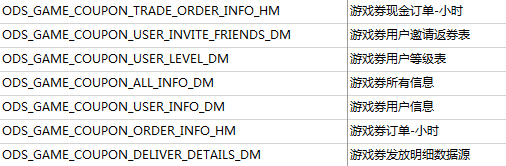 ODS_GAME_COUPON_TRADE_ORDER_INFO_HM 游戏券现金订单-小时
ODS_GAME_COUPON_USER_INVITE_FRIENDS_DM 游戏券用户邀请返券表
ODS_GAME_COUPON_USER_LEVEL_DM 游戏券用户等级表
ODS_GAME_COUPON_ALL_INFO_DM 游戏券所有信息
ODS_GAME_COUPON_USER_INFO_DM 游戏券用户信息
ODS_GAME_COUPON_ORDER_INFO_HM 游戏券订单-小时
ODS_GAME_COUPON_DELIVER_DETAILS_DM 游戏券发放明细数据源